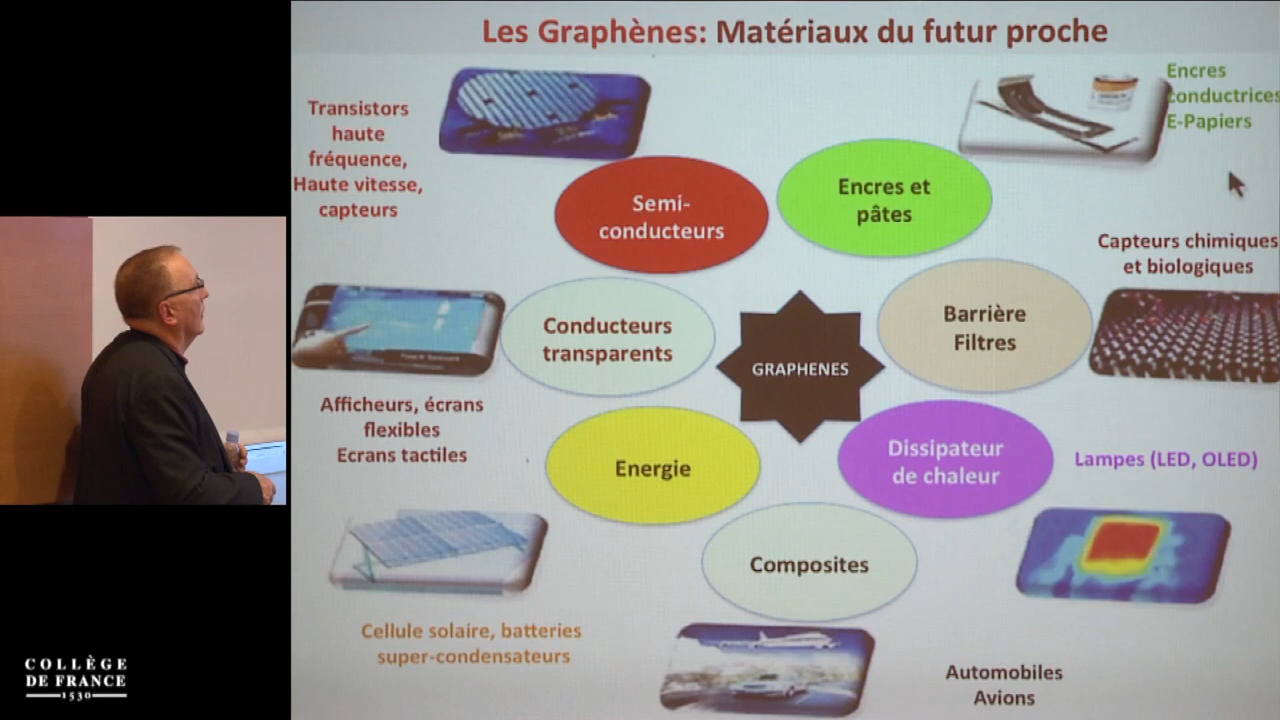 Les Graphènes: Matériaux du futur proche
Transistors
haute
fréquence,
Haute vitesse,
capteurs
Encres
conductrices
E-Papiers
Semi-
conducteurs
Encres et
pâtes
Capteurs chimiques
et biologiques
Conducteurs
transparents
Barrière
Filtres
GRAPHENES
Afficheurs, écrans
flexibles
Ecrans tactiles
Energie
Dissipateur
de chaleur
Lampes (LED, OLED)
Composites
Cellule solaire, batteries
super-condensateurs
Automobiles
Avions
COLLÈGE
DE FRANCE
1530